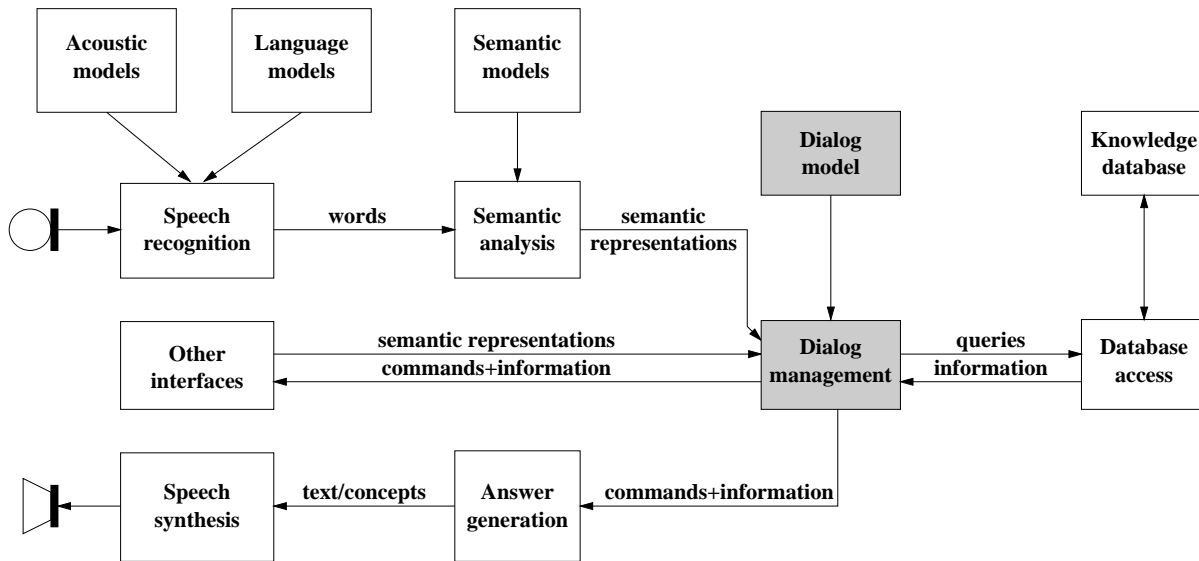 Acoustic
models
Language
models
Semantic
models
Dialog
model
Knowledge
database
Speech
recognition
words
Semantic
analysis
semantic
representations
Other
interfaces
semantic representations
commands+information
Dialog
management
queries
information
Database
access
Speech
synthesis
text/concepts
Answer
generation
commands+information